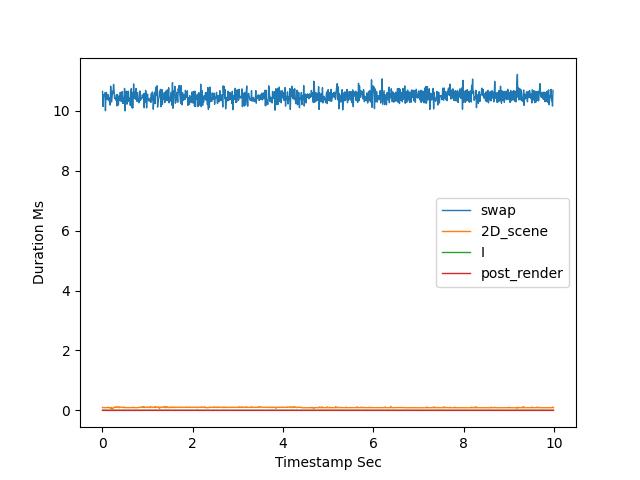 10
8
6
4
2
0
Duration Ms
swap
2D_scene
I
post_render
0 2 4 6 8 10
Timestamp Sec